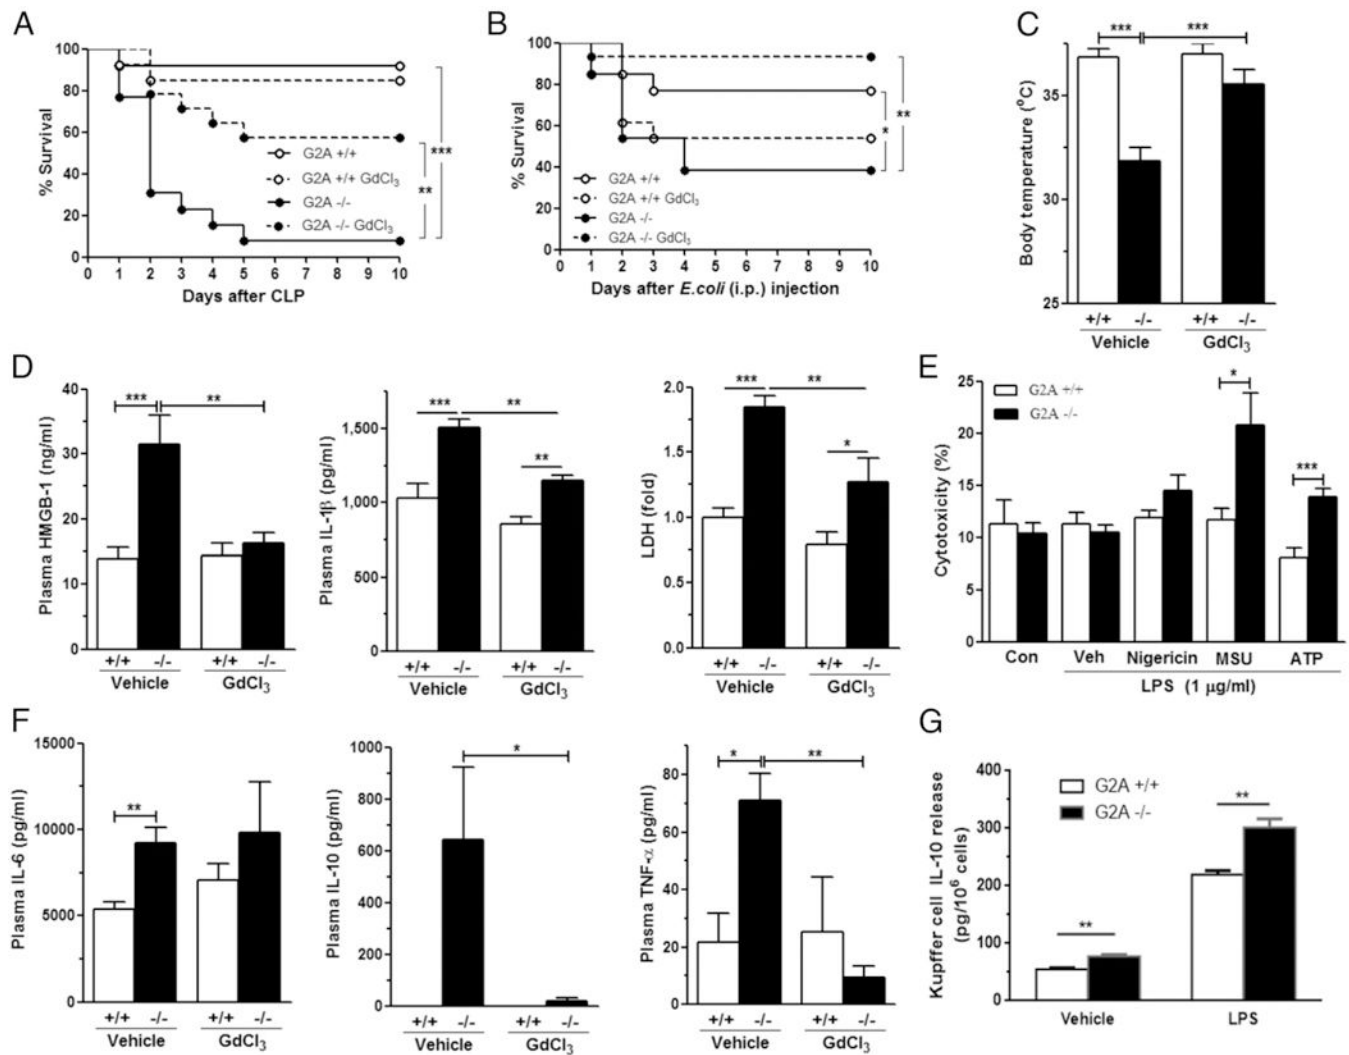 A
100
80
60
40
20
0
% Survival
0 1 2 3 4 5 6 7 8 9 10
Days after CLP
G2A +/+
G2A +/+ GdCl3
G2A -/-
G2A -/- GdCl3
**
***
B
100
80
60
40
20
0
% Survival
0 1 2 3 4 5 6 7 8 9 10
Days after E.coli (i.p.) injection
G2A +/+
G2A +/+ GdCl3
G2A -/-
G2A -/- GdCl3
*
**
C
*** ***
35
30
25
Body temperature (°C)
+/+ -/- +/+ -/-
Vehicle GdCl3
D
*** **
40
30
20
10
0
Plasma HMGB-1 (ng/ml)
+/+ -/- +/+ -/-
Vehicle GdCl3
*** **
**
1,500
1,000
500
0
Plasma IL-1β (pg/ml)
+/+ -/- +/+ -/-
Vehicle GdCl3
*** **
*
2.0
1.5
1.0
0.5
0.0
LDH (fold)
+/+ -/- +/+ -/-
Vehicle GdCl3
E
G2A +/+
G2A -/-
*
***
25
20
15
10
5
0
Cytotoxicity (%)
Con Veh Nigericin MSU ATP
LPS (1 μg/ml)
F
**
15000
10000
5000
0
Plasma IL-6 (pg/ml)
+/+ -/- +/+ -/-
Vehicle GdCl3
*
1000
800
600
400
200
0
Plasma IL-10 (pg/ml)
+/+ -/- +/+ -/-
Vehicle GdCl3
* **
80
60
40
20
0
Plasma TNF-α (pg/ml)
+/+ -/- +/+ -/-
Vehicle GdCl3
G
G2A +/+
G2A -/-
**
**
400
300
200
100
0
Kupffer cell IL-10 release
(pg/10⁶ cells)
Vehicle LPS